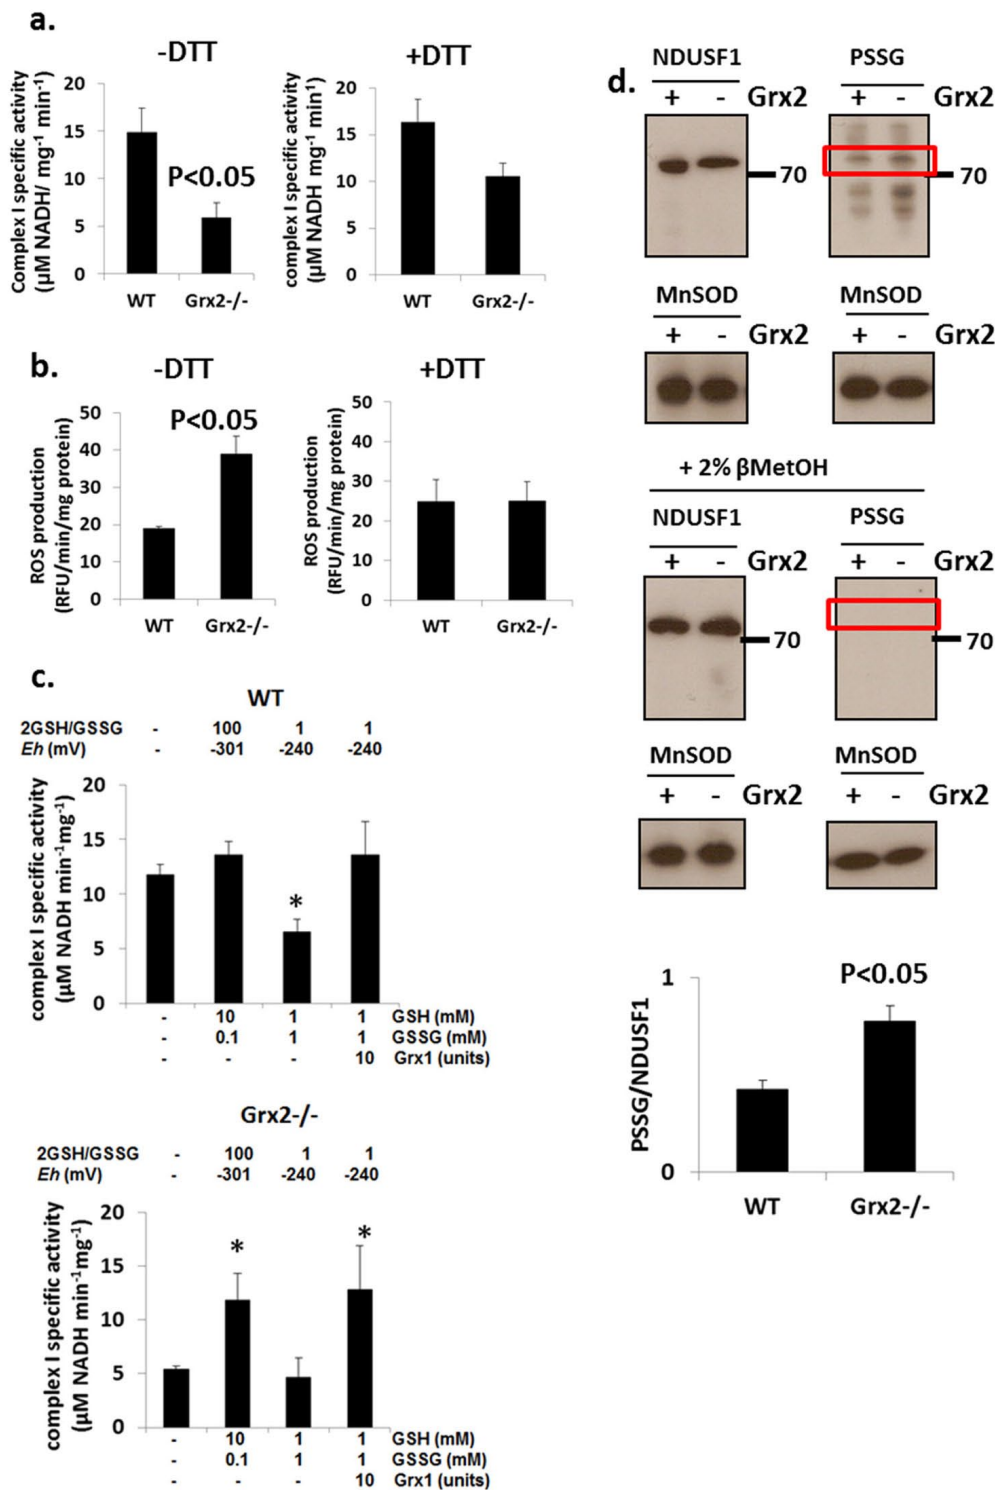 a.
-DTT
Complex I specific activity
(µM NADH/ mg-1 min-1)
20
15
10
5
0
P<0.05
WT Grx2-/-
+DTT
complex I specific activity
(µM NADH mg-1 min1)
20
15
10
5
0
WT Grx2-/-
b.
-DTT
ROS production
(RFU/min/mg protein)
50
40
30
20
10
0
P<0.05
WT Grx2-/-
+DTT
ROS production
(RFU/min/mg protein)
50
40
30
20
10
0
WT Grx2-/-
c.
WT
2GSH/GSSG - 100 1 1
Eh (mV) - -301 -240 -240
complex I specific activity
(µM NADH min-1mg-1)
20
15
10
5
0
*
- 10 1 1 GSH (mM)
- 0.1 1 1 GSSG (mM)
- - - 10 Grx1 (units)
Grx2-/-
2GSH/GSSG - 100 1 1
Eh (mV) - -301 -240 -240
complex I specific activity
(µM NADH min-1mg-1)
20
15
10
5
0
* *
- 10 1 1 GSH (mM)
- 0.1 1 1 GSSG (mM)
- - - 10 Grx1 (units)
d.
NDUSF1
+ - Grx2
70
PSSG
+ - Grx2
70
MnSOD
+ - Grx2
MnSOD
+ - Grx2
+ 2% βMetOH
NDUSF1
+ - Grx2
70
PSSG
+ - Grx2
70
MnSOD
+ - Grx2
MnSOD
+ - Grx2
PSSG/NDUSF1
1
0
P<0.05
WT Grx2-/-